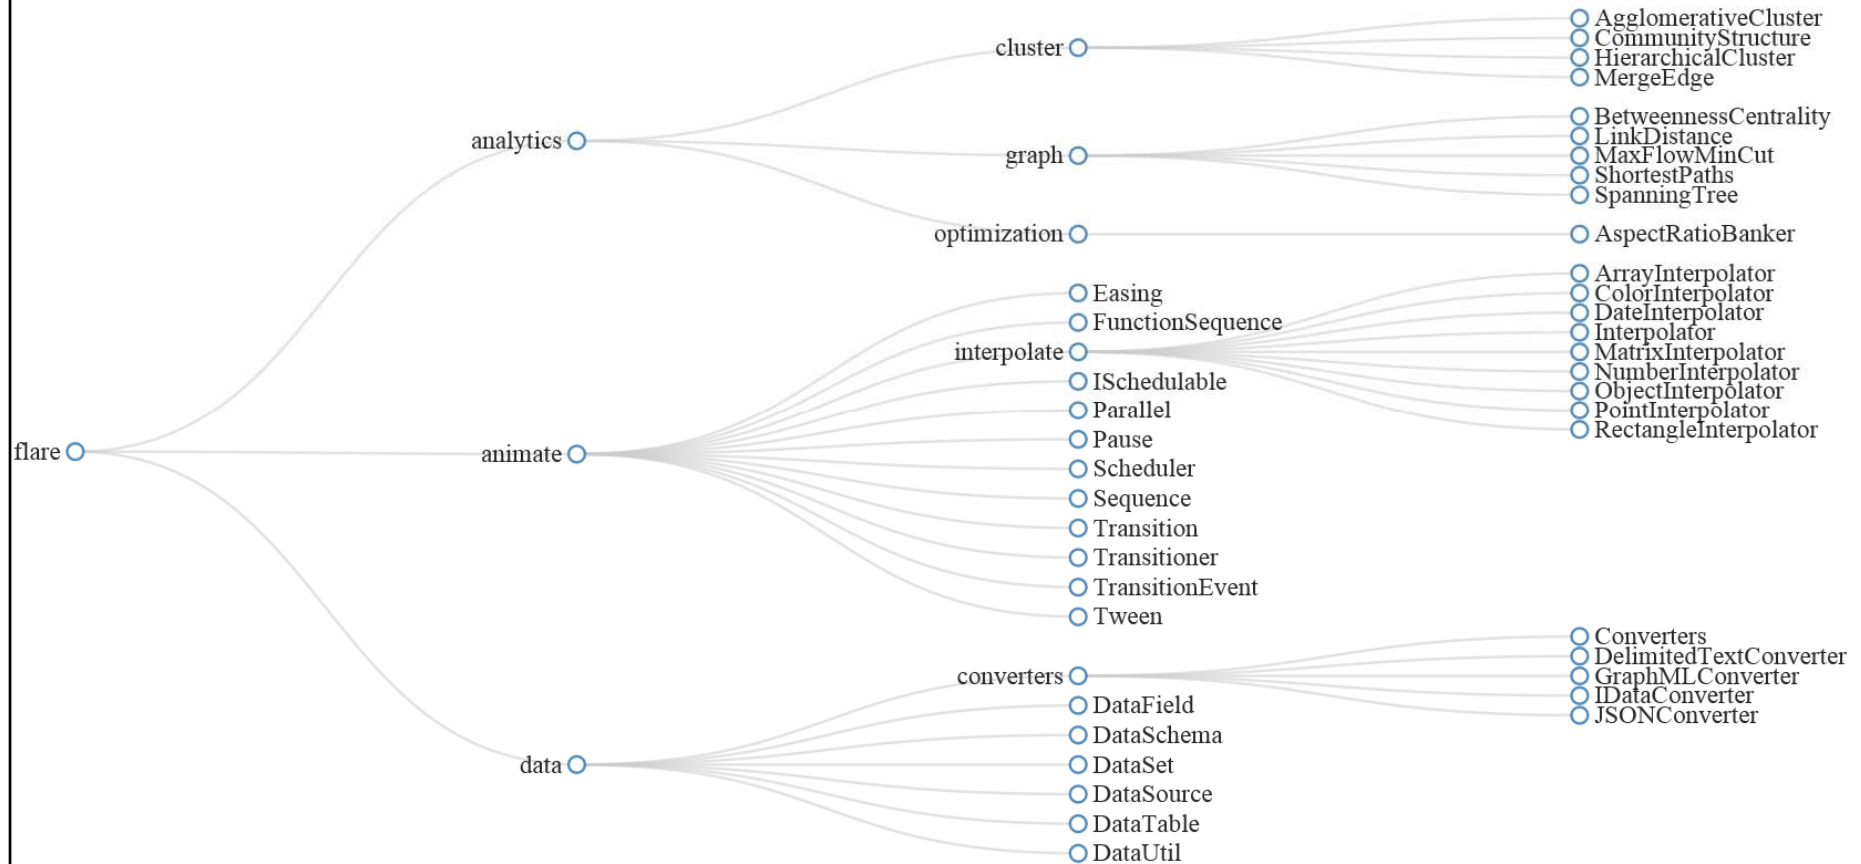 flare
analytics
cluster
AgglomerativeCluster
CommunityStructure
HierarchicalCluster
MergeEdge
graph
BetweennessCentrality
LinkDistance
MaxFlowMinCut
ShortestPaths
SpanningTree
optimization
AspectRatioBanker
animate
Easing
FunctionSequence
interpolate
ArrayInterpolator
ColorInterpolator
DateInterpolator
Interpolator
MatrixInterpolator
NumberInterpolator
ObjectInterpolator
PointInterpolator
RectangleInterpolator
ISchedulable
Parallel
Pause
Scheduler
Sequence
Transition
Transitioner
TransitionEvent
Tween
data
converters
Converters
DelimitedTextConverter
GraphMLConverter
IDataConverter
JSONConverter
DataField
DataSchema
DataSet
DataSource
DataTable
DataUtil